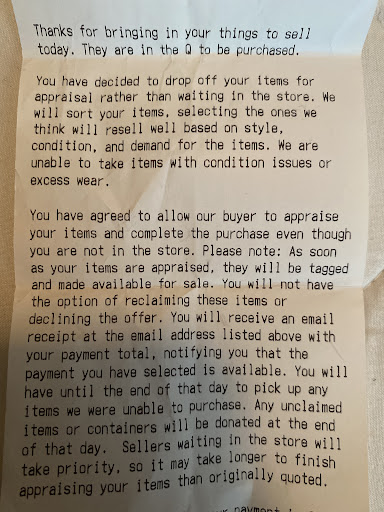 Thanks for bringing in your things to sell
today. They are in the Q to be purchased.
You have decided to drop off your items for
appraisal rather than waiting in the store. We
will sort your items, selecting the ones we
think will resell well based on style,
condition, and demand for the items. We are
unable to take items with condition issues or
excess wear.
You have agreed to allow our buyer to appraise
your items and complete the purchase even though
you are not in the store. Please note: As soon
as your items are appraised, they will be tagged
and made available for sale. You will not have
the option of reclaiming these items or
declining the offer. You will receive an email
receipt at the email address listed above with
your payment total, notifying you that the
payment you have selected is available. You will
have until the end of that day to pick up any
items we were unable to purchase. Any unclaimed
items or containers will be donated at the end
of that day. Sellers waiting in the store will
take priority, so it may take longer to finish
appraising your items than originally quoted.
payment